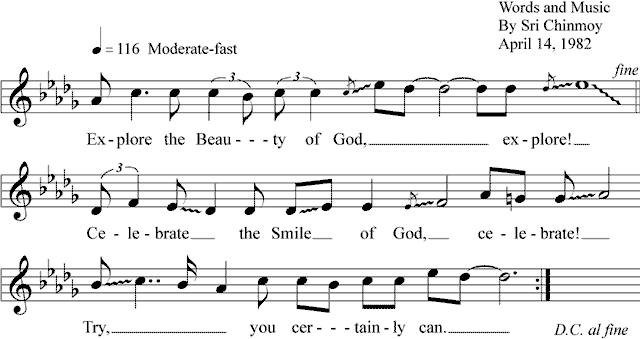 Words and Music
By Sri Chinmoy
April 14, 1982
= 116 Moderate-fast
fine
3 3
Ex - plore the Beau - - - ty of God, ex - plore!
3
Ce - le - brate the Smile of God, ce - le - brate!
Try, you cer - - - tain - ly can.
D.C. al fine